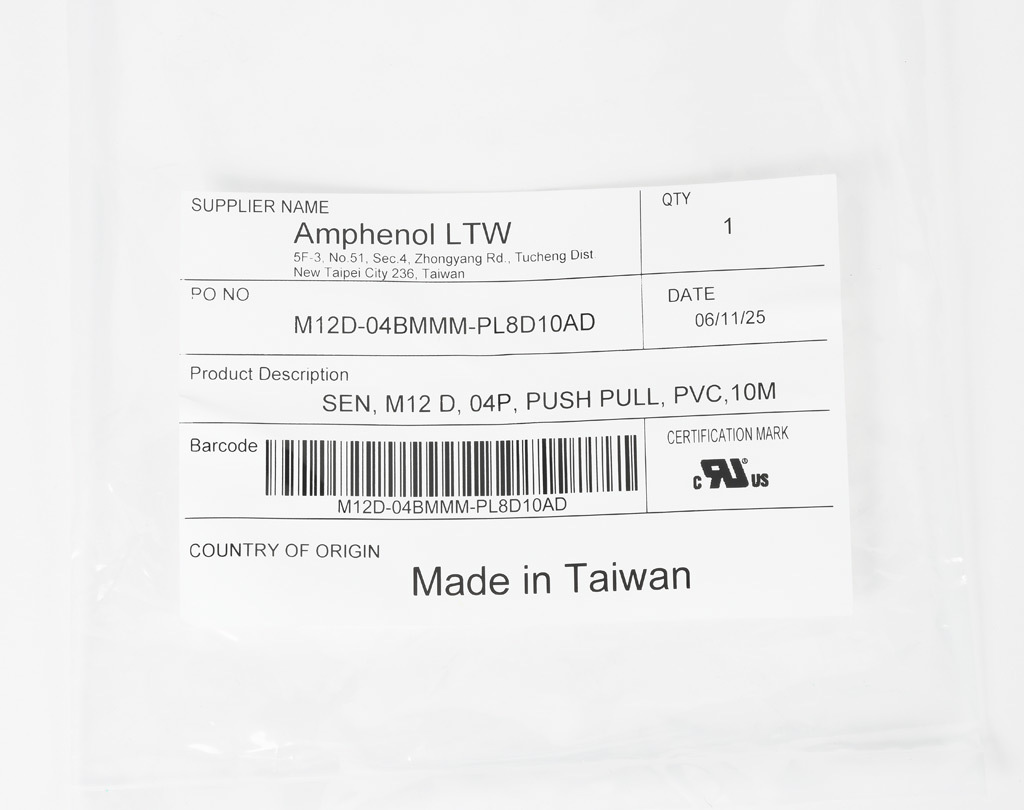 SUPPLIER NAME
Amphenol LTW
5F-3, No.51, Sec.4, Zhongyang Rd., Tucheng Dist
New Taipei City 236, Taiwan
QTY
1
PO NO
M12D-04BMMM-PL8D10AD
DATE
06/11/25
Product Description
SEN, M12 D, 04P, PUSH PULL, PVC,10M
Barcode
M12D-04BMMM-PL8D10AD
CERTIFICATION MARK
c RU® US
COUNTRY OF ORIGIN
Made in Taiwan